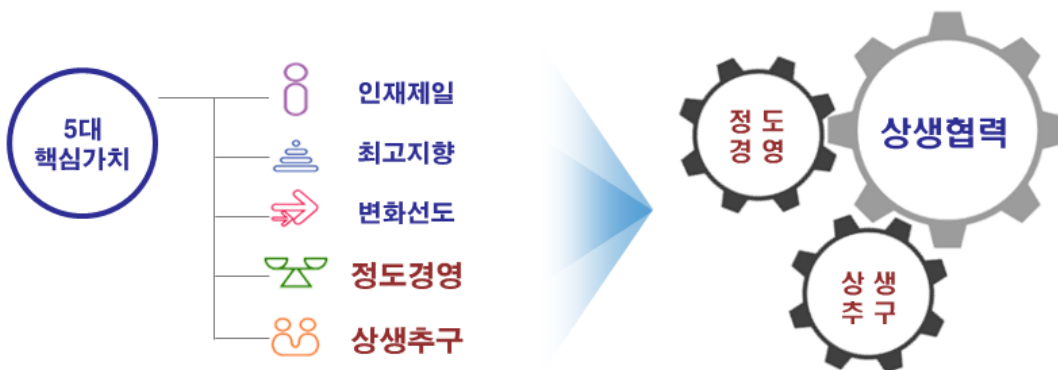 5대
핵심가치
인재제일
최고지향
변화선도
정도경영
상생추구
정 도
경 영
상생협력
상 생
추 구